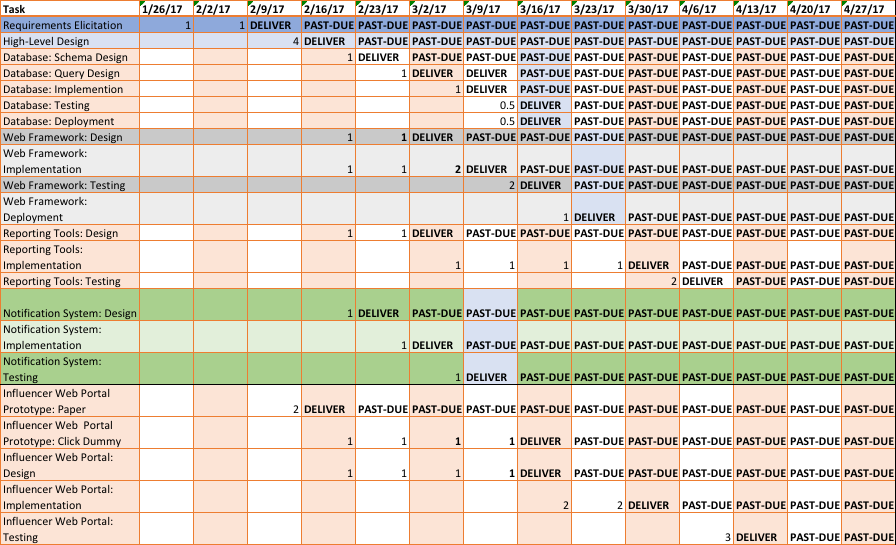 Task 1/26/17 2/2/17 2/9/17 2/16/17 2/23/17 3/2/17 3/9/17 3/16/17 3/23/17 3/30/17 4/6/17 4/13/17 4/20/17 4/27/17
Requirements Elicitation 1 1 DELIVER PAST-DUE PAST-DUE PAST-DUE PAST-DUE PAST-DUE PAST-DUE PAST-DUE PAST-DUE PAST-DUE PAST-DUE PAST-DUE
High-Level Design 4 DELIVER PAST-DUE PAST-DUE PAST-DUE PAST-DUE PAST-DUE PAST-DUE PAST-DUE PAST-DUE PAST-DUE PAST-DUE
Database: Schema Design 1 DELIVER PAST-DUE PAST-DUE PAST-DUE PAST-DUE PAST-DUE PAST-DUE PAST-DUE PAST-DUE PAST-DUE
Database: Query Design 1 DELIVER DELIVER PAST-DUE PAST-DUE PAST-DUE PAST-DUE PAST-DUE PAST-DUE PAST-DUE
Database: Implemention 1 DELIVER PAST-DUE PAST-DUE PAST-DUE PAST-DUE PAST-DUE PAST-DUE PAST-DUE
Database: Testing 0.5 DELIVER PAST-DUE PAST-DUE PAST-DUE PAST-DUE PAST-DUE PAST-DUE
Database: Deployment 0.5 DELIVER PAST-DUE PAST-DUE PAST-DUE PAST-DUE PAST-DUE PAST-DUE
Web Framework: Design 1 1 DELIVER PAST-DUE PAST-DUE PAST-DUE PAST-DUE PAST-DUE PAST-DUE PAST-DUE PAST-DUE
Web Framework:
Implementation 1 1 2 DELIVER PAST-DUE PAST-DUE PAST-DUE PAST-DUE PAST-DUE PAST-DUE PAST-DUE
Web Framework: Testing 2 DELIVER PAST-DUE PAST-DUE PAST-DUE PAST-DUE PAST-DUE PAST-DUE
Web Framework:
Deployment 1 DELIVER PAST-DUE PAST-DUE PAST-DUE PAST-DUE PAST-DUE
Reporting Tools: Design 1 1 DELIVER PAST-DUE PAST-DUE PAST-DUE PAST-DUE PAST-DUE PAST-DUE PAST-DUE PAST-DUE
Reporting Tools:
Implementation 1 1 1 1 DELIVER PAST-DUE PAST-DUE PAST-DUE PAST-DUE
Reporting Tools: Testing 2 DELIVER PAST-DUE PAST-DUE PAST-DUE
Notification System: Design 1 DELIVER PAST-DUE PAST-DUE PAST-DUE PAST-DUE PAST-DUE PAST-DUE PAST-DUE PAST-DUE PAST-DUE
Notification System:
Implementation 1 DELIVER PAST-DUE PAST-DUE PAST-DUE PAST-DUE PAST-DUE PAST-DUE PAST-DUE PAST-DUE
Notification System:
Testing 1 DELIVER PAST-DUE PAST-DUE PAST-DUE PAST-DUE PAST-DUE PAST-DUE PAST-DUE
Influencer Web Portal
Prototype: Paper 2 DELIVER PAST-DUE PAST-DUE PAST-DUE PAST-DUE PAST-DUE PAST-DUE PAST-DUE PAST-DUE PAST-DUE PAST-DUE
Influencer Web Portal
Prototype: Click Dummy 1 1 1 1 DELIVER PAST-DUE PAST-DUE PAST-DUE PAST-DUE PAST-DUE PAST-DUE
Influencer Web Portal:
Design 1 1 1 1 DELIVER PAST-DUE PAST-DUE PAST-DUE PAST-DUE PAST-DUE PAST-DUE
Influencer Web Portal:
Implementation 2 2 DELIVER PAST-DUE PAST-DUE PAST-DUE PAST-DUE
Influencer Web Portal:
Testing 3 DELIVER PAST-DUE PAST-DUE